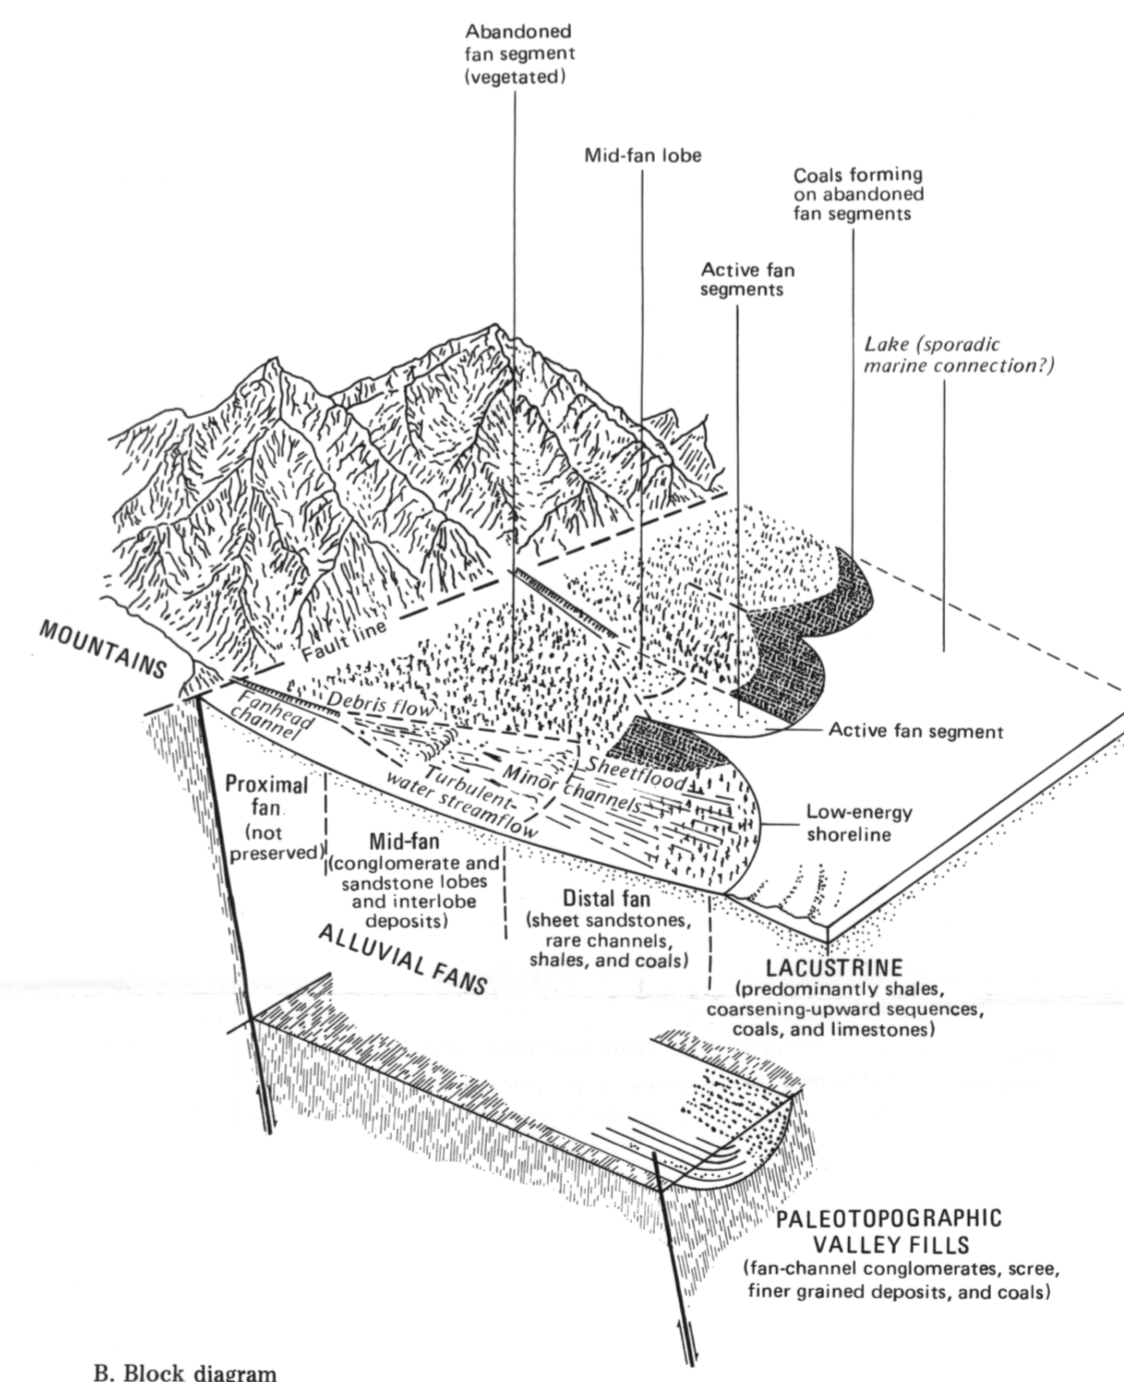 Abandoned
fan segment
(vegetated)
Mid-fan lobe
Coals forming
on abandoned
fan segments
Active fan
segments
Lake (sporadic
marine connection?)
MOUNTAINS
Fault line
Debris flow
Fanhead
channel
Active fan segment
Sheetflood
Minor channels
Turbulent-
water streamflow
Low-energy
shoreline
Proximal
fan
(not
preserved)
Mid-fan
(conglomerate and
sandstone lobes
and interlobe
deposits)
Distal fan
(sheet sandstones,
rare channels,
shales, and coals)
ALLUVIAL FANS
LACUSTRINE
(predominantly shales,
coarsening-upward sequences,
coals, and limestones)
PALEOTOPOGRAPHIC
VALLEY FILLS
(fan-channel conglomerates, scree,
finer grained deposits, and coals)
B. Block diagram